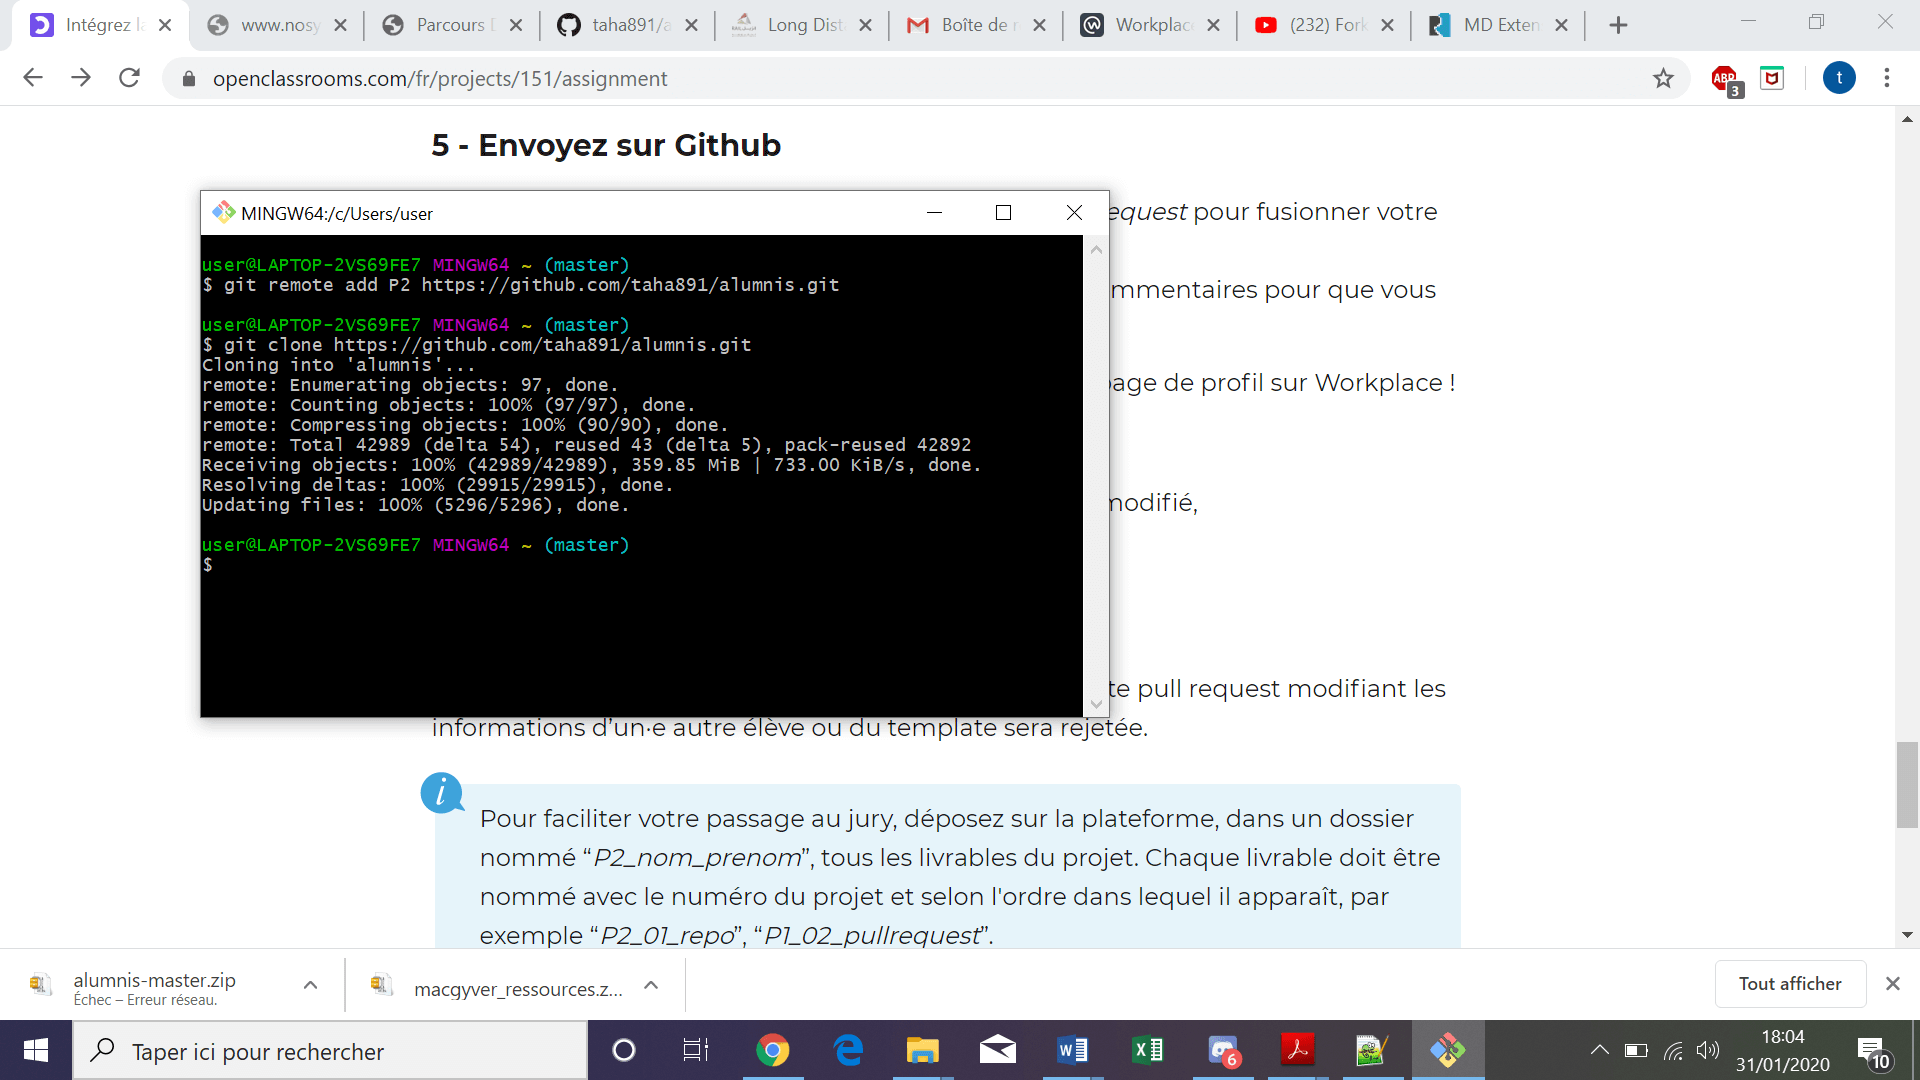 Intégrez l
www.nosy
Parcours D
taha891/a
Long Dist
Boîte de r
Workplac
(232) Fork
MD Exten
openclassrooms.com/fr/projects/151/assignment
ABP
3
t
5 - Envoyez sur Github
equest pour fusionner votre
mmentaires pour que vous
page de profil sur Workplace !
modifié,
te pull request modifiant les
informations d'un·e autre élève ou du template sera rejetée.
MINGW64:/c/Users/user
user@LAPTOP-2VS69FE7 MINGW64 ~ (master)
$ git remote add P2 https://github.com/taha891/alumnis.git
user@LAPTOP-2VS69FE7 MINGW64 ~ (master)
$ git clone https://github.com/taha891/alumnis.git
Cloning into 'alumnis'...
remote: Enumerating objects: 97, done.
remote: Counting objects: 100% (97/97), done.
remote: Compressing objects: 100% (90/90), done.
remote: Total 42989 (delta 54), reused 43 (delta 5), pack-reused 42892
Receiving objects: 100% (42989/42989), 359.85 MiB | 733.00 KiB/s, done.
Resolving deltas: 100% (29915/29915), done.
Updating files: 100% (5296/5296), done.
user@LAPTOP-2VS69FE7 MINGW64 ~ (master)
$
i
Pour faciliter votre passage au jury, déposez sur la plateforme, dans un dossier
nommé “P2_nom_prenom”, tous les livrables du projet. Chaque livrable doit être
nommé avec le numéro du projet et selon l'ordre dans lequel il apparaît, par
exemple “P2_01_repo”, “P1_02_pullrequest”.
alumnis-master.zip
Échec – Erreur réseau.
macgyver_ressources.z...
Tout afficher
Taper ici pour rechercher
6
18:04
31/01/2020
10